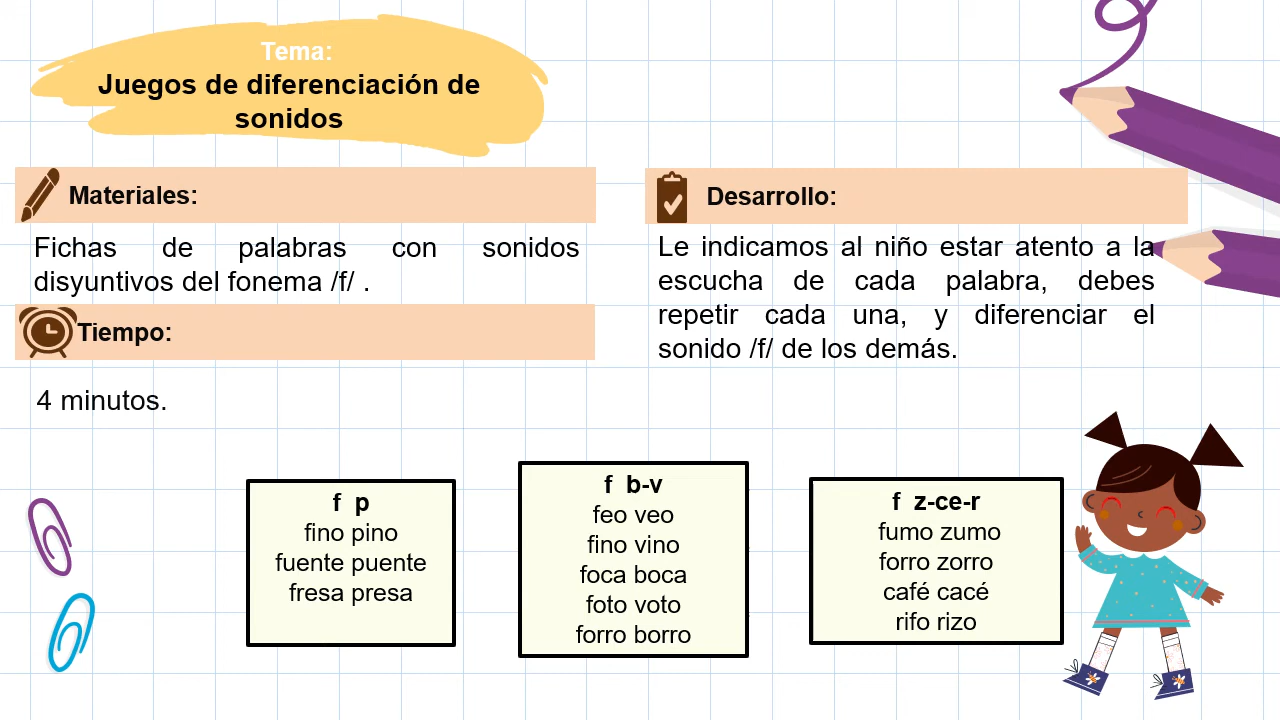 Tema:
Juegos de diferenciación de
sonidos
Materiales:
Fichas de palabras con sonidos
disyuntivos del fonema /f/ .
Tiempo:
4 minutos.
Desarrollo:
Le indicamos al niño estar atento a la
escucha de cada palabra, debes
repetir cada una, y diferenciar el
sonido /f/ de los demás.
f p
fino pino
fuente puente
fresa presa
f b-v
feo veo
fino vino
foca boca
foto voto
forro borro
f z-ce-r
fumo zumo
forro zorro
café cacé
rifo rizo